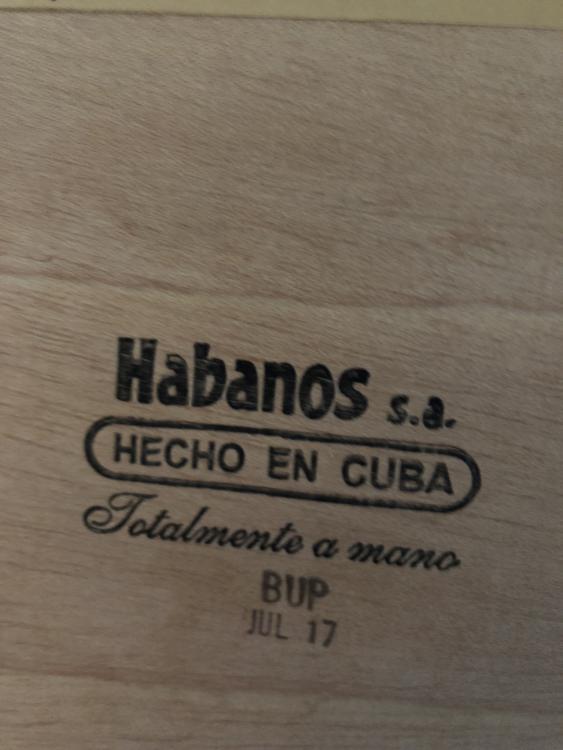 Habanos s.a.
HECHO EN CUBA
Totalmente a mano
BUP
JUL 17